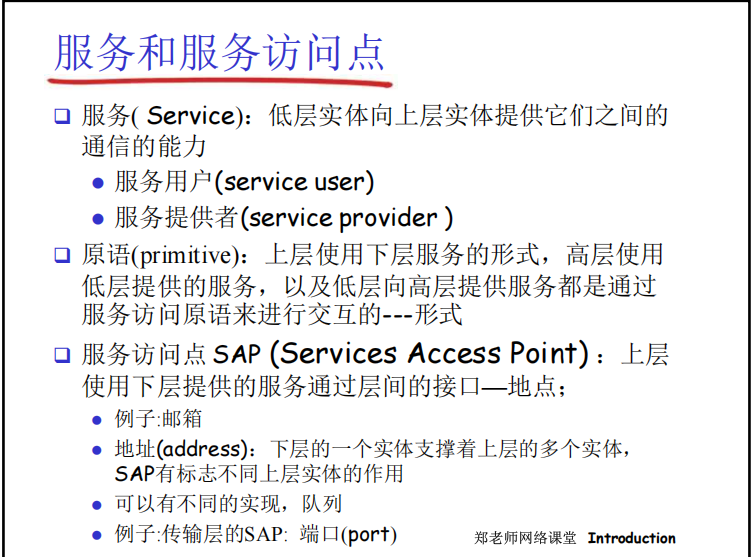 服务和服务访问点
服务( Service)：低层实体向上层实体提供它们之间的
通信的能力
服务用户(service user)
服务提供者(service provider )
原语(primitive)：上层使用下层服务的形式，高层使用
低层提供的服务，以及低层向高层提供服务都是通过
服务访问原语来进行交互的---形式
服务访问点 SAP (Services Access Point) ：上层
使用下层提供的服务通过层间的接口—地点；
例子:邮箱
地址(address)：下层的一个实体支撑着上层的多个实体，
SAP有标志不同上层实体的作用
可以有不同的实现，队列
例子:传输层的SAP: 端口(port)
郑老师网络课堂 Introduction